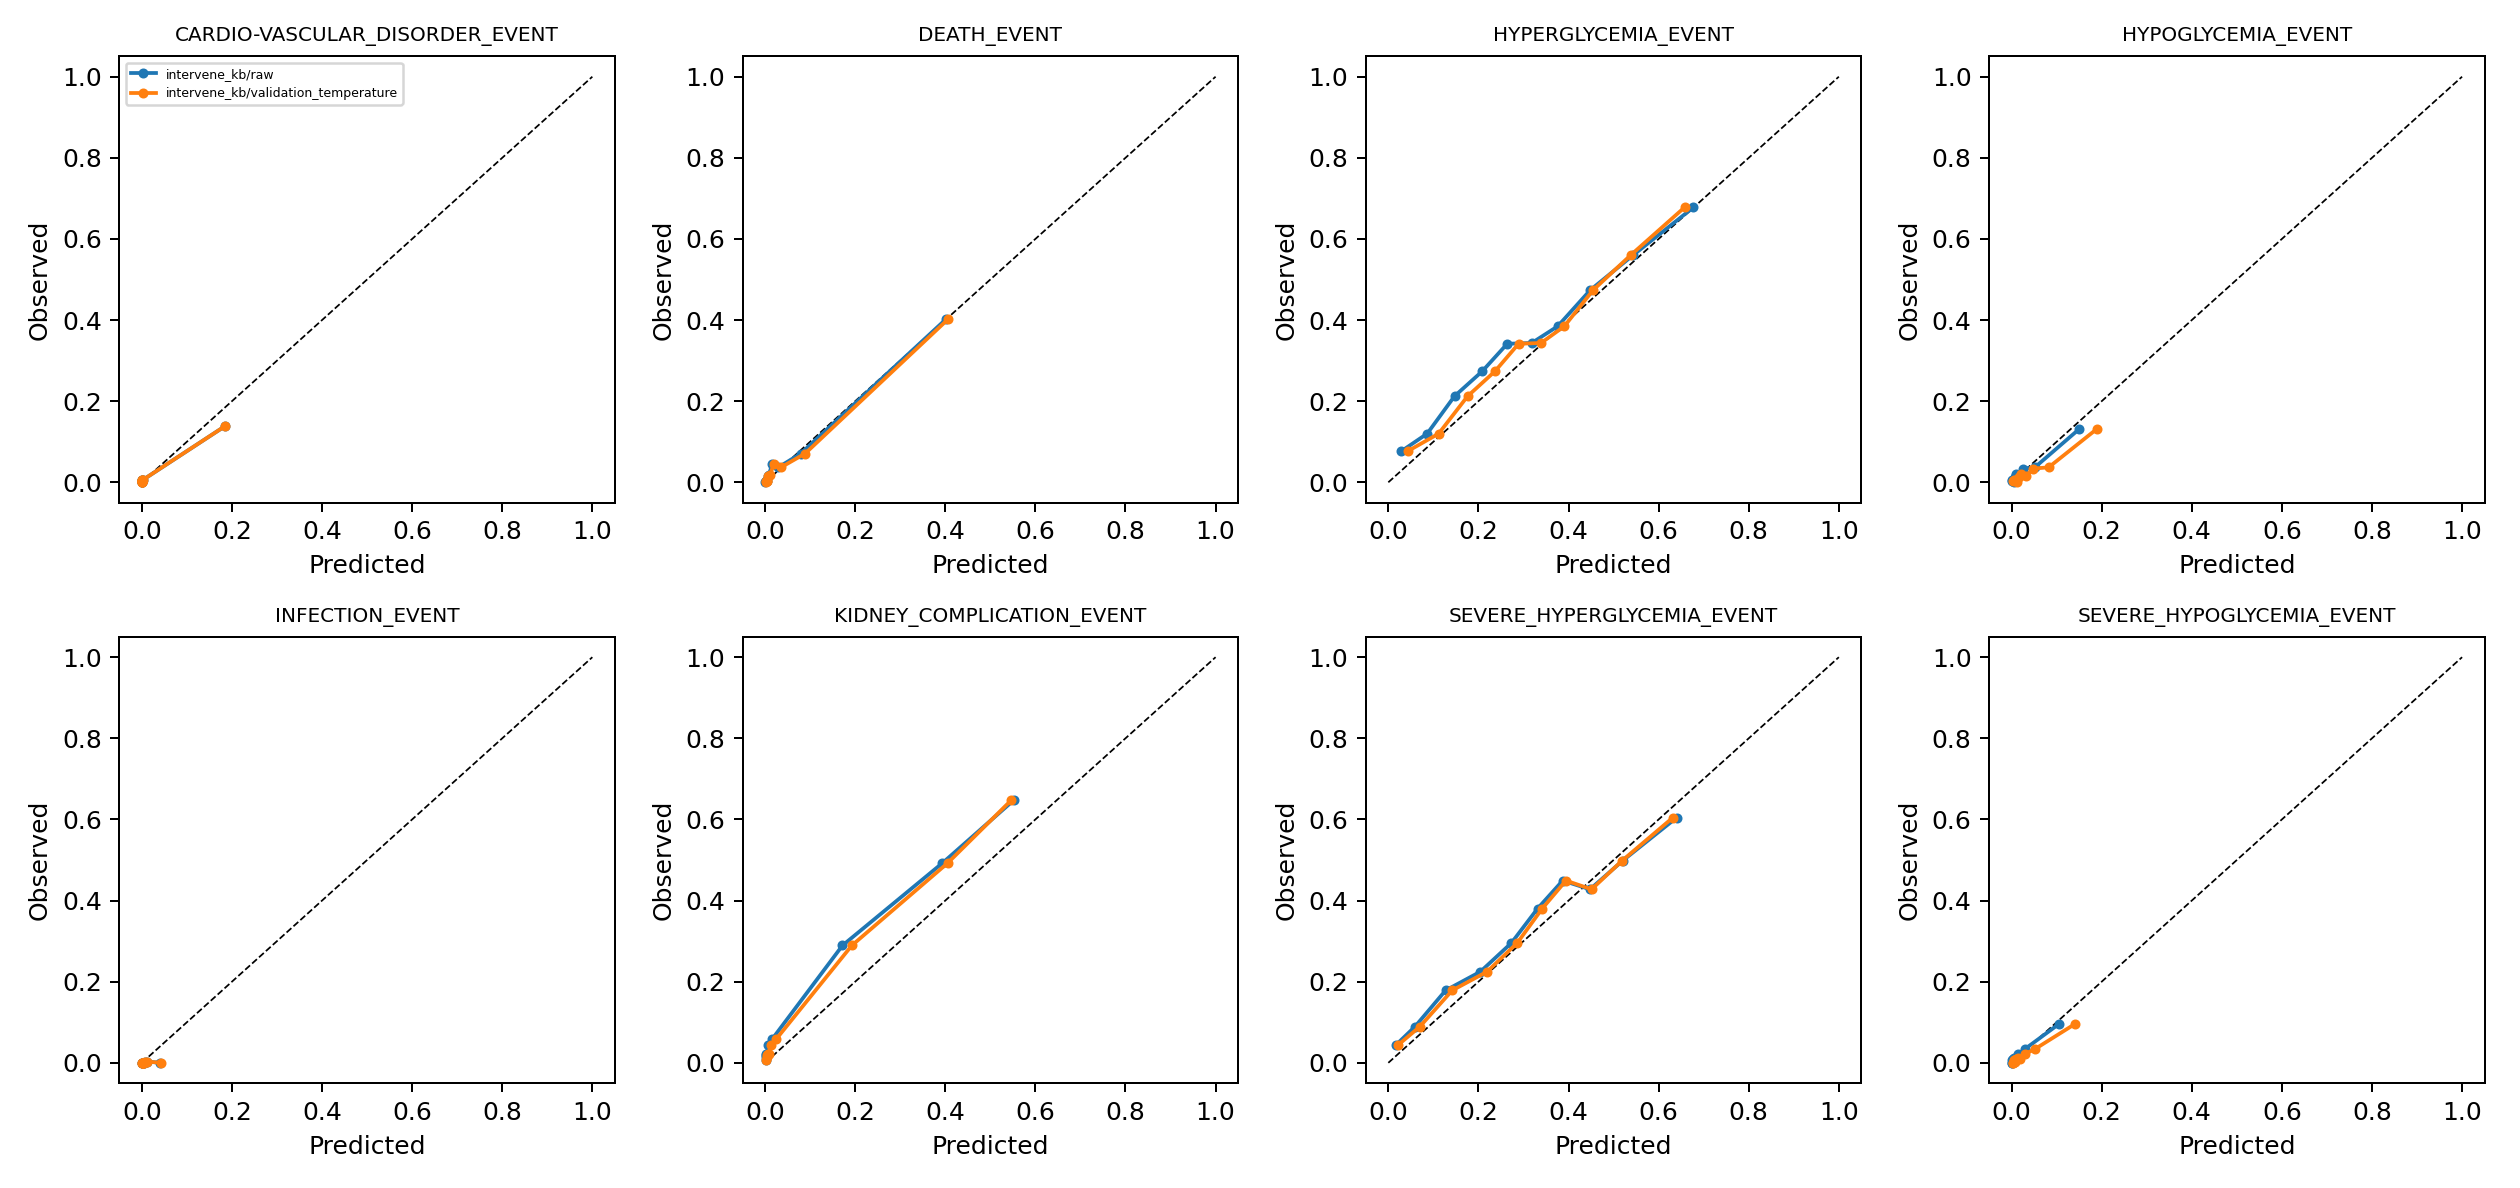 CARDIO-VASCULAR_DISORDER_EVENT
intervene_kb/raw
intervene_kb/validation_temperature
1.0
0.8
0.6
0.4
0.2
0.0
Observed
0.0 0.2 0.4 0.6 0.8 1.0
Predicted
DEATH_EVENT
1.0
0.8
0.6
0.4
0.2
0.0
Observed
0.0 0.2 0.4 0.6 0.8 1.0
Predicted
HYPERGLYCEMIA_EVENT
1.0
0.8
0.6
0.4
0.2
0.0
Observed
0.0 0.2 0.4 0.6 0.8 1.0
Predicted
HYPOGLYCEMIA_EVENT
1.0
0.8
0.6
0.4
0.2
0.0
Observed
0.0 0.2 0.4 0.6 0.8 1.0
Predicted
INFECTION_EVENT
1.0
0.8
0.6
0.4
0.2
0.0
Observed
0.0 0.2 0.4 0.6 0.8 1.0
Predicted
KIDNEY_COMPLICATION_EVENT
1.0
0.8
0.6
0.4
0.2
0.0
Observed
0.0 0.2 0.4 0.6 0.8 1.0
Predicted
SEVERE_HYPERGLYCEMIA_EVENT
1.0
0.8
0.6
0.4
0.2
0.0
Observed
0.0 0.2 0.4 0.6 0.8 1.0
Predicted
SEVERE_HYPOGLYCEMIA_EVENT
1.0
0.8
0.6
0.4
0.2
0.0
Observed
0.0 0.2 0.4 0.6 0.8 1.0
Predicted